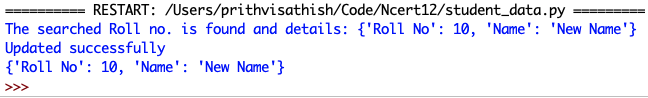 ========== RESTART: /Users/prithvisathish/Code/Ncert12/student_data.py =========
The searched Roll no. is found and details: {'Roll No': 10, 'Name': 'New Name'}
Updated successfully
{'Roll No': 10, 'Name': 'New Name'}
>>>